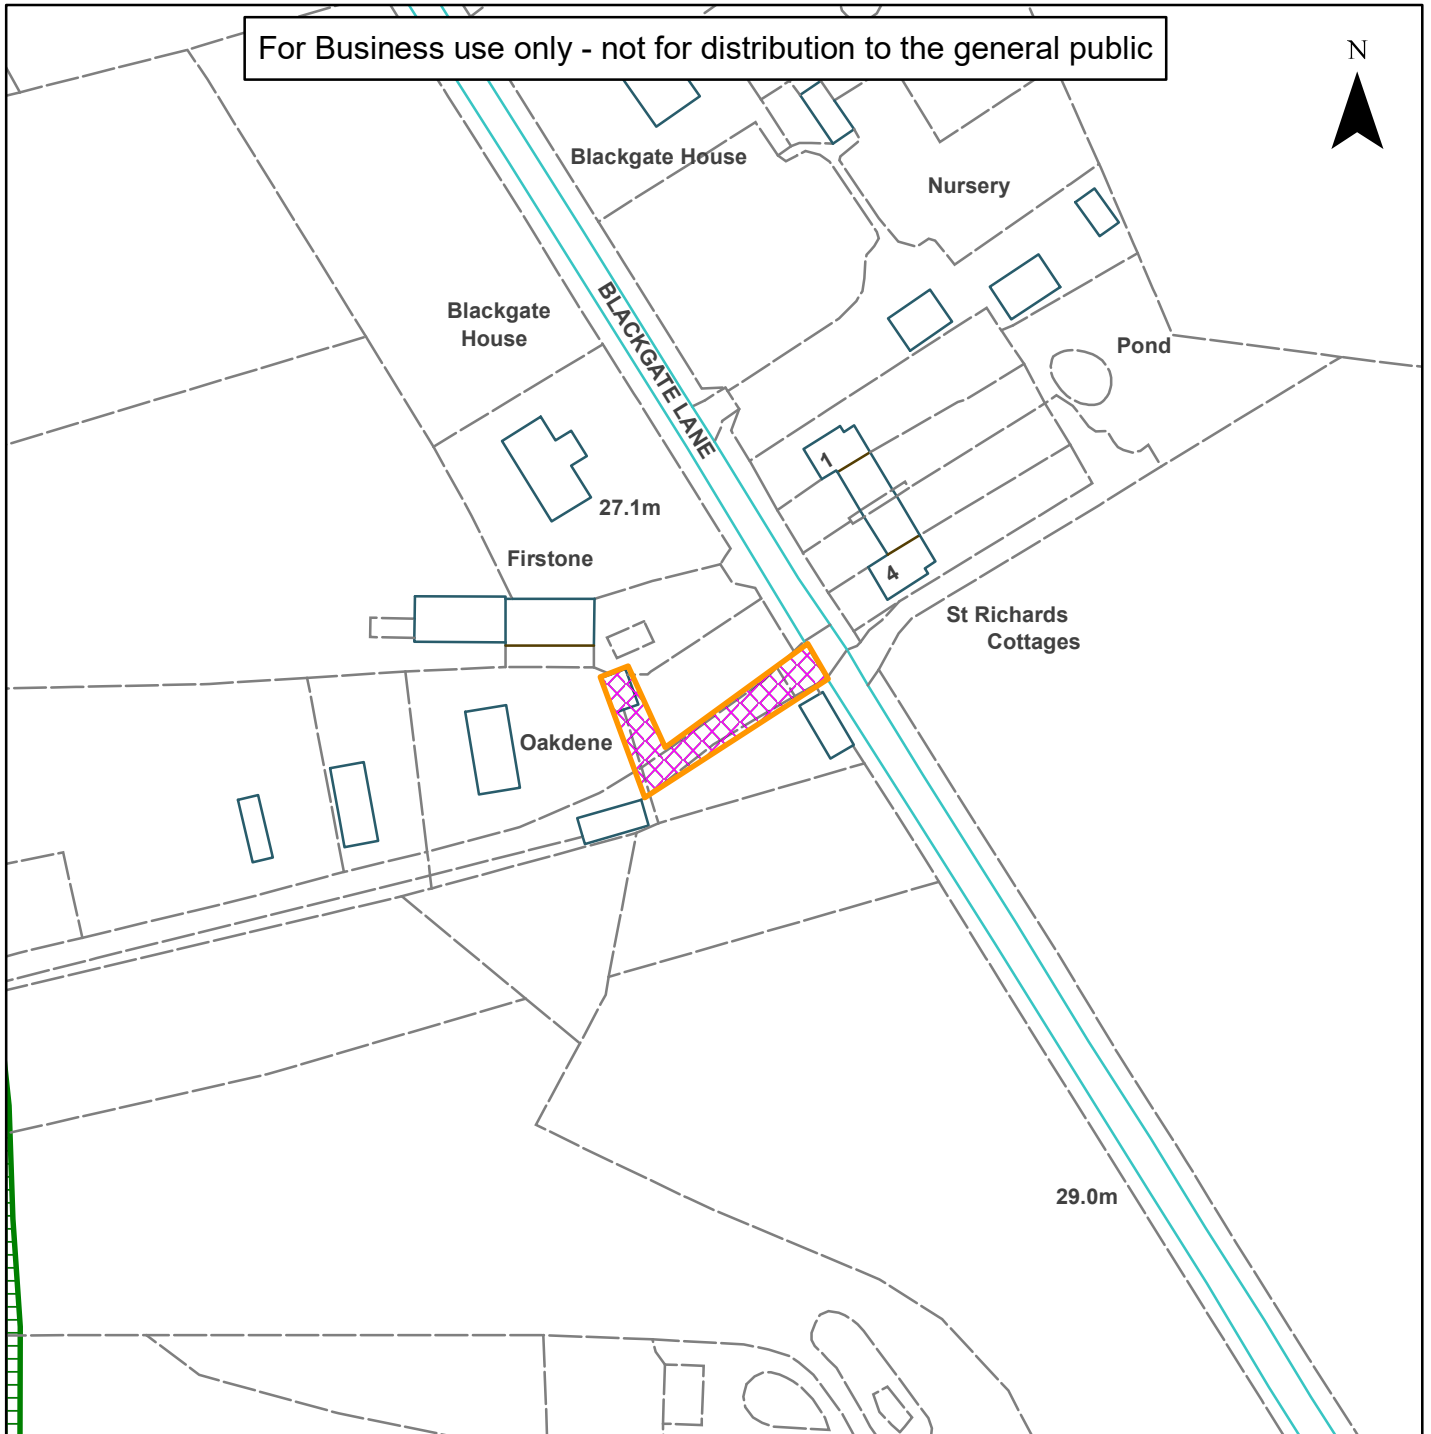 For Business use only - not for distribution to the general public
N
Blackgate House
Nursery
Blackgate
House
BLACKGATE LANE
Pond
1
27.1m
Firstone
4
St Richards
Cottages
Oakdene
29.0m